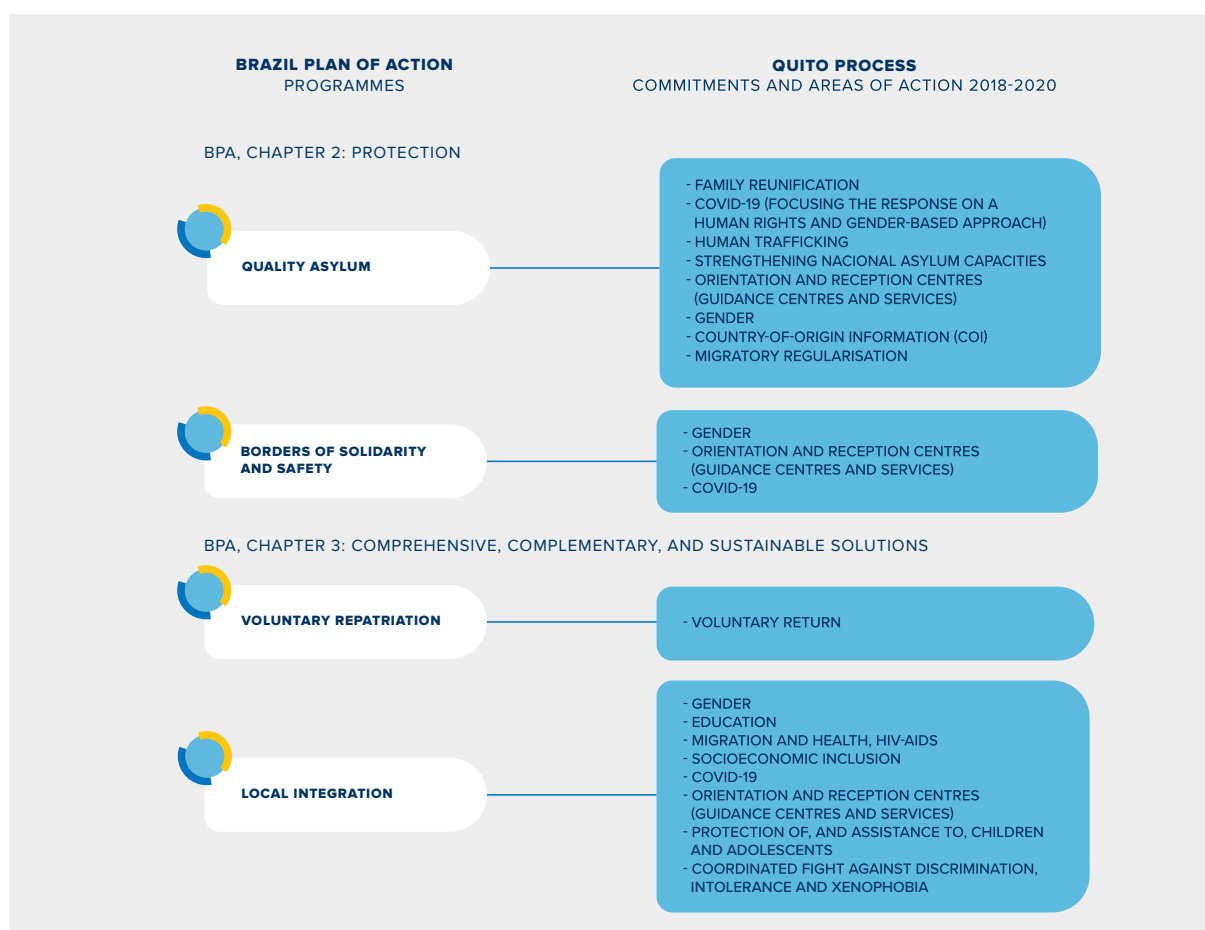 BRAZIL PLAN OF ACTION
PROGRAMMES
QUITO PROCESS
COMMITMENTS AND AREAS OF ACTION 2018-2020
BPA, CHAPTER 2: PROTECTION
QUALITY ASYLUM
- FAMILY REUNIFICATION
- COVID-19 (FOCUSING THE RESPONSE ON A
HUMAN RIGHTS AND GENDER-BASED APPROACH)
- HUMAN TRAFFICKING
- STRENGTHENING NACIONAL ASYLUM CAPACITIES
- ORIENTATION AND RECEPTION CENTRES
(GUIDANCE CENTRES AND SERVICES)
- GENDER
- COUNTRY-OF-ORIGIN INFORMATION (COI)
- MIGRATORY REGULARISATION
BORDERS OF SOLIDARITY
AND SAFETY
- GENDER
- ORIENTATION AND RECEPTION CENTRES
(GUIDANCE CENTRES AND SERVICES)
- COVID-19
BPA, CHAPTER 3: COMPREHENSIVE, COMPLEMENTARY, AND SUSTAINABLE SOLUTIONS
VOLUNTARY REPATRIATION
- VOLUNTARY RETURN
LOCAL INTEGRATION
- GENDER
- EDUCATION
- MIGRATION AND HEALTH, HIV-AIDS
- SOCIOECONOMIC INCLUSION
- COVID-19
- ORIENTATION AND RECEPTION CENTRES
(GUIDANCE CENTRES AND SERVICES)
- PROTECTION OF, AND ASSISTANCE TO, CHILDREN
AND ADOLESCENTS
- COORDINATED FIGHT AGAINST DISCRIMINATION,
INTOLERANCE AND XENOPHOBIA